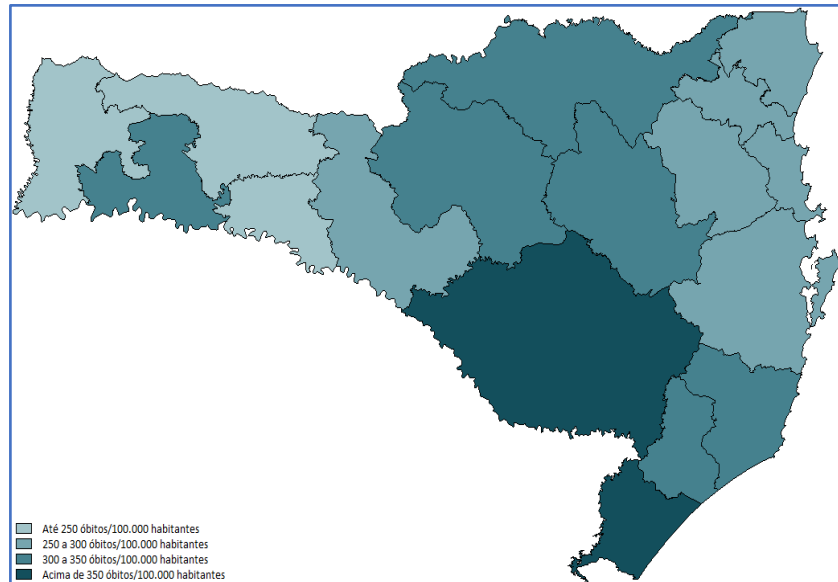 Até 250 óbitos/100.000 habitantes
250 a 300 óbitos/100.000 habitantes
300 a 350 óbitos/100.000 habitantes
Acima de 350 óbitos/100.000 habitantes